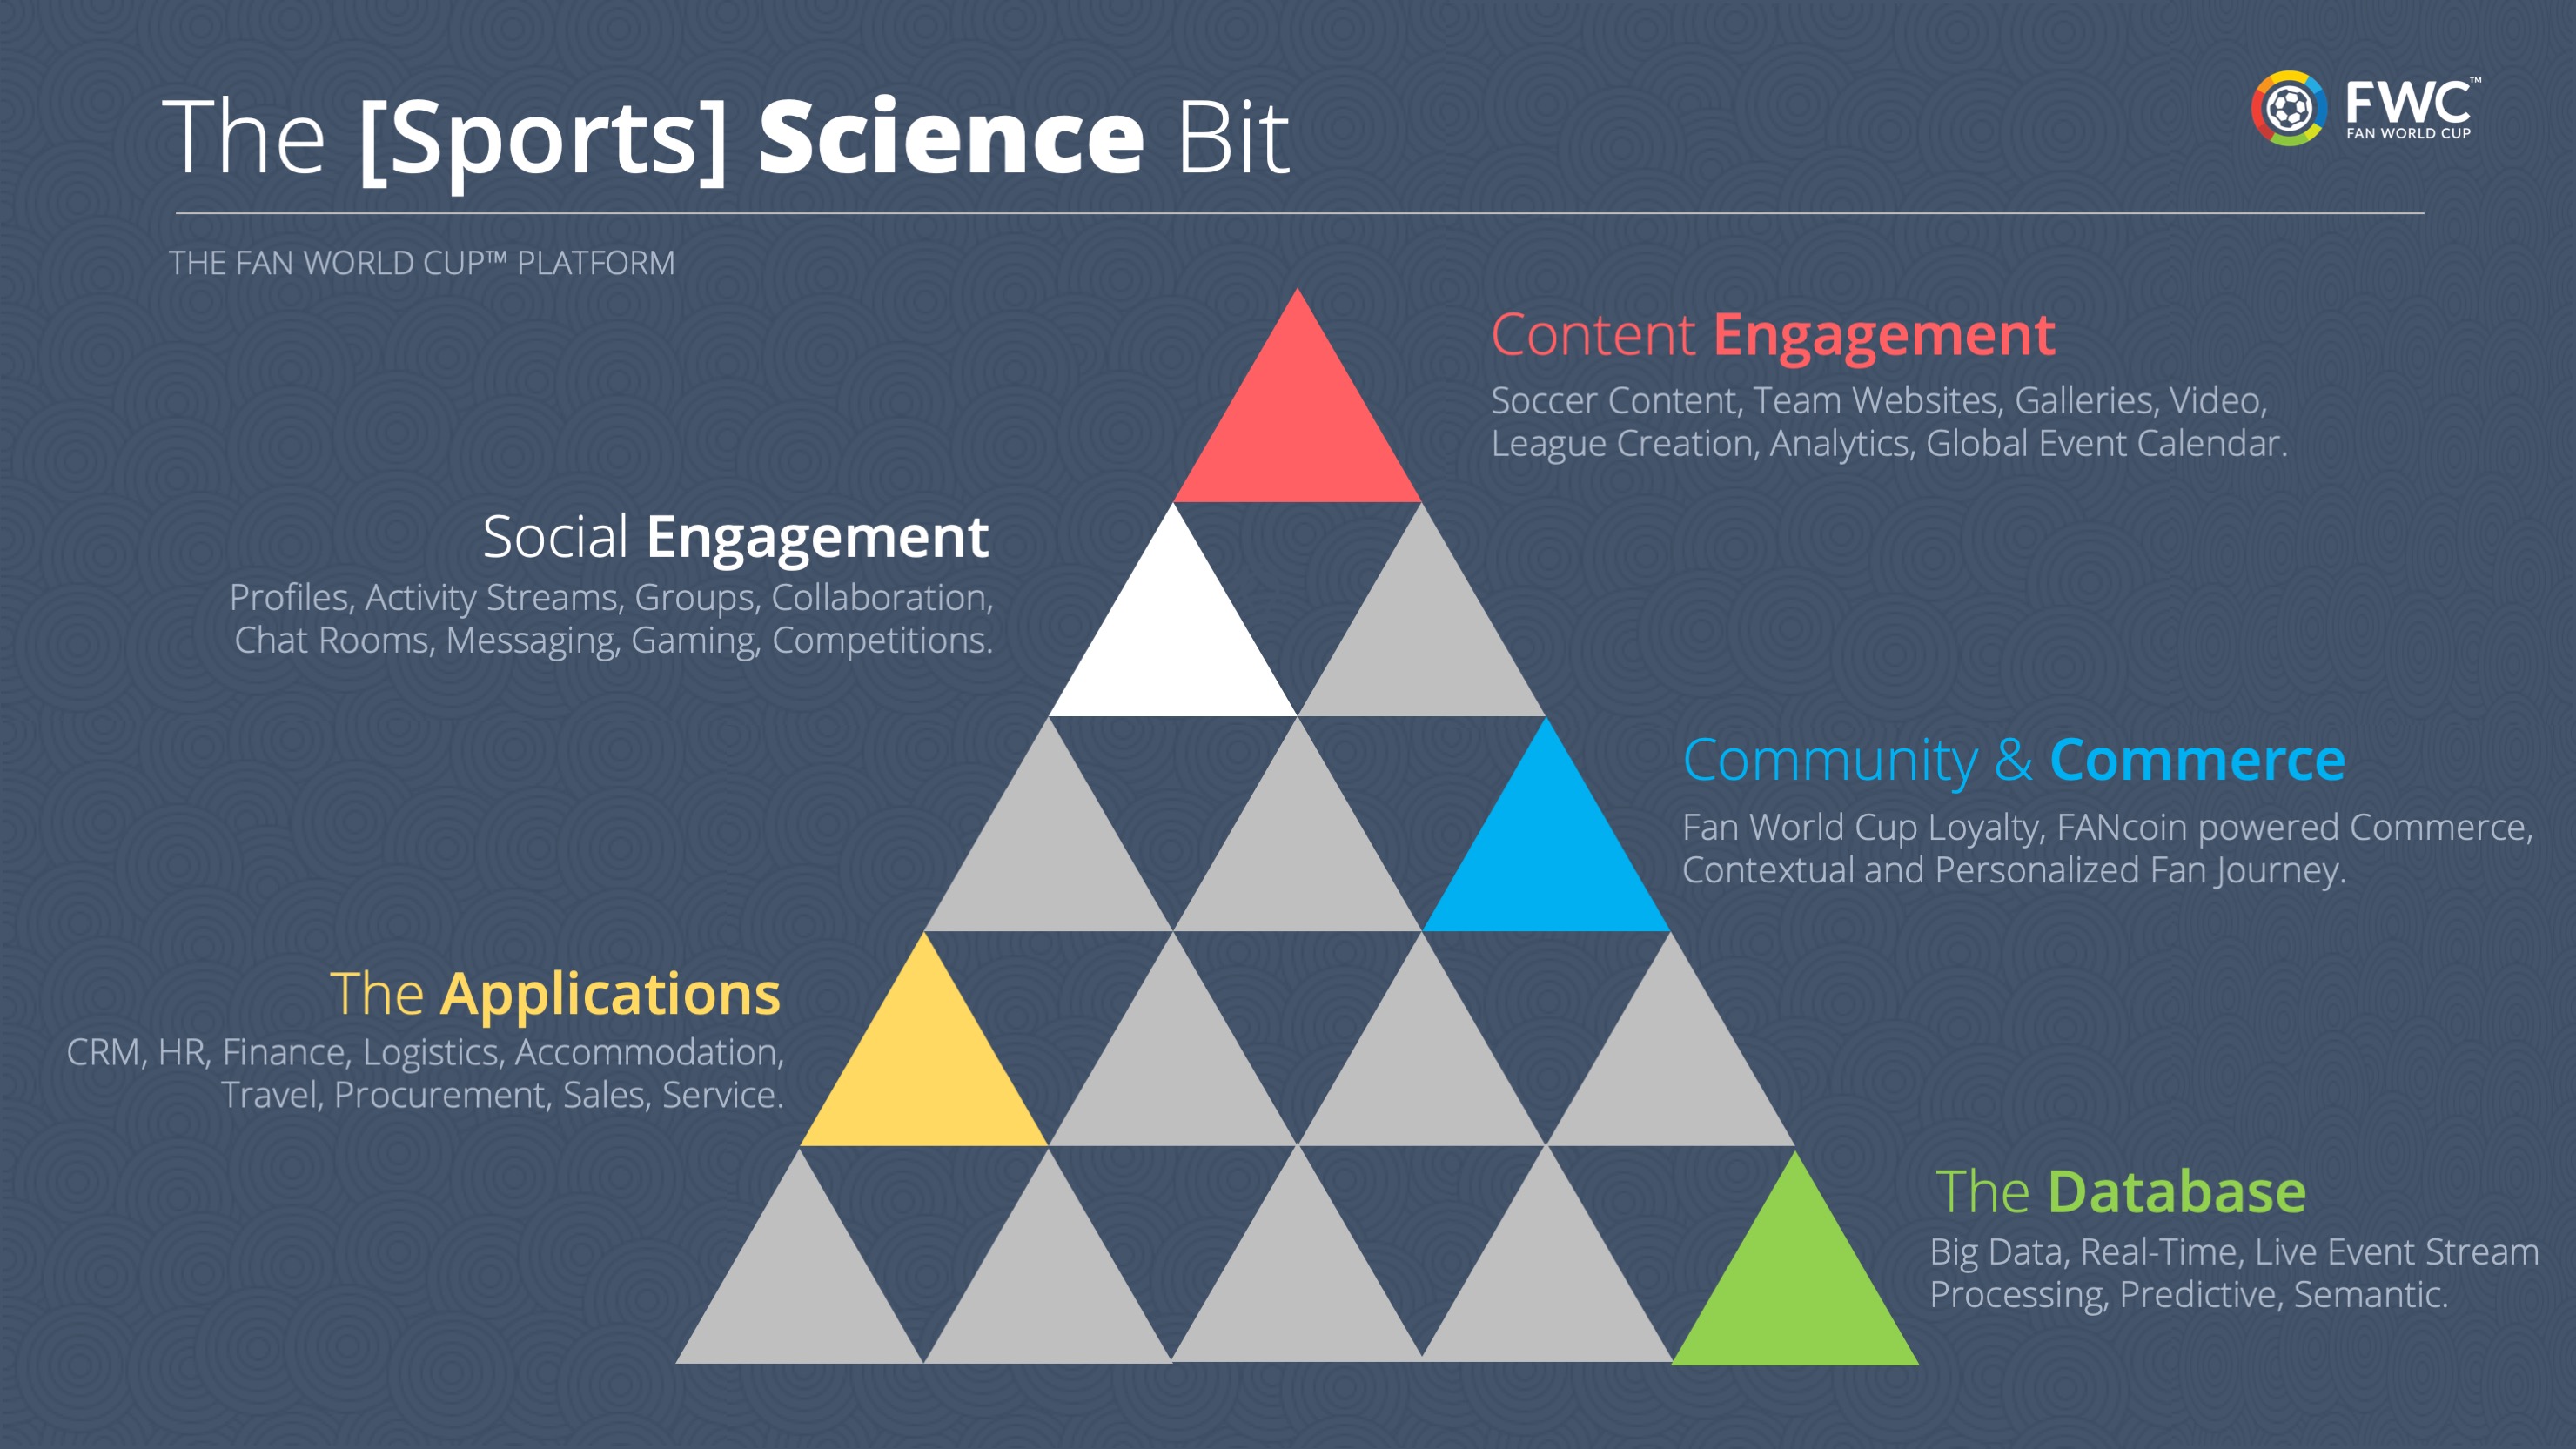 The [Sports] Science Bit
FWC™
FAN WORLD CUP
THE FAN WORLD CUP™ PLATFORM
Content Engagement
Soccer Content, Team Websites, Galleries, Video,
League Creation, Analytics, Global Event Calendar.
Social Engagement
Profiles, Activity Streams, Groups, Collaboration,
Chat Rooms, Messaging, Gaming, Competitions.
Community & Commerce
Fan World Cup Loyalty, FANcoin powered Commerce,
Contextual and Personalized Fan Journey.
The Applications
CRM, HR, Finance, Logistics, Accommodation,
Travel, Procurement, Sales, Service.
The Database
Big Data, Real-Time, Live Event Stream
Processing, Predictive, Semantic.